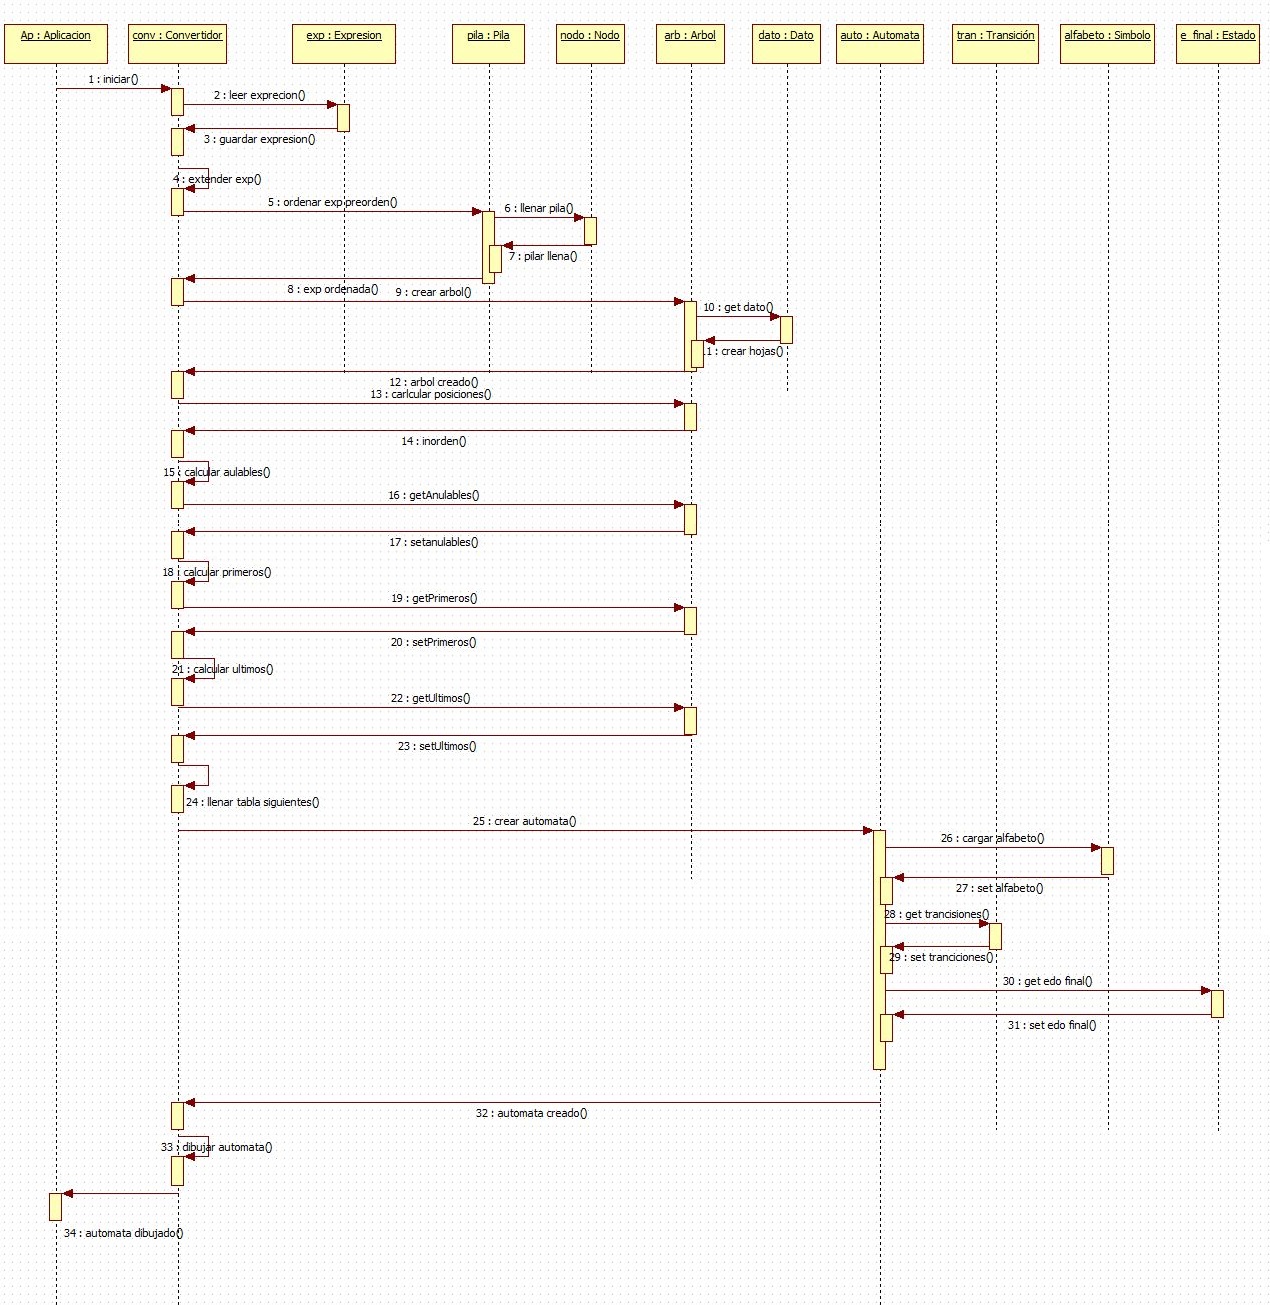 Ap : Aplicacion
conv : Convertidor
exp : Expresion
pila : Pila
nodo : Nodo
arb : Arbol
dato : Dato
auto : Automata
tran : Transición
alfabeto : Simbolo
e_final : Estado
1 : iniciar()
2 : leer exprecion()
3 : guardar expresion()
4 : extender exp()
5 : ordenar exp preorden()
6 : llenar pila()
7 : pilar llena()
8 : exp ordenada()
9 : crear arbol()
10 : get dato()
11 : crear hojas()
12 : arbol creado()
13 : carlcular posiciones()
14 : inorden()
15 : calcular aulables()
16 : getAnulables()
17 : setanulables()
18 : calcular primeros()
19 : getPrimeros()
20 : setPrimeros()
21 : calcular ultimos()
22 : getUltimos()
23 : setUltimos()
24 : llenar tabla siguientes()
25 : crear automata()
26 : cargar alfabeto()
27 : set alfabeto()
28 : get trancisiones()
29 : set tranciciones()
30 : get edo final()
31 : set edo final()
32 : automata creado()
33 : dibujar automata()
34 : automata dibujado()